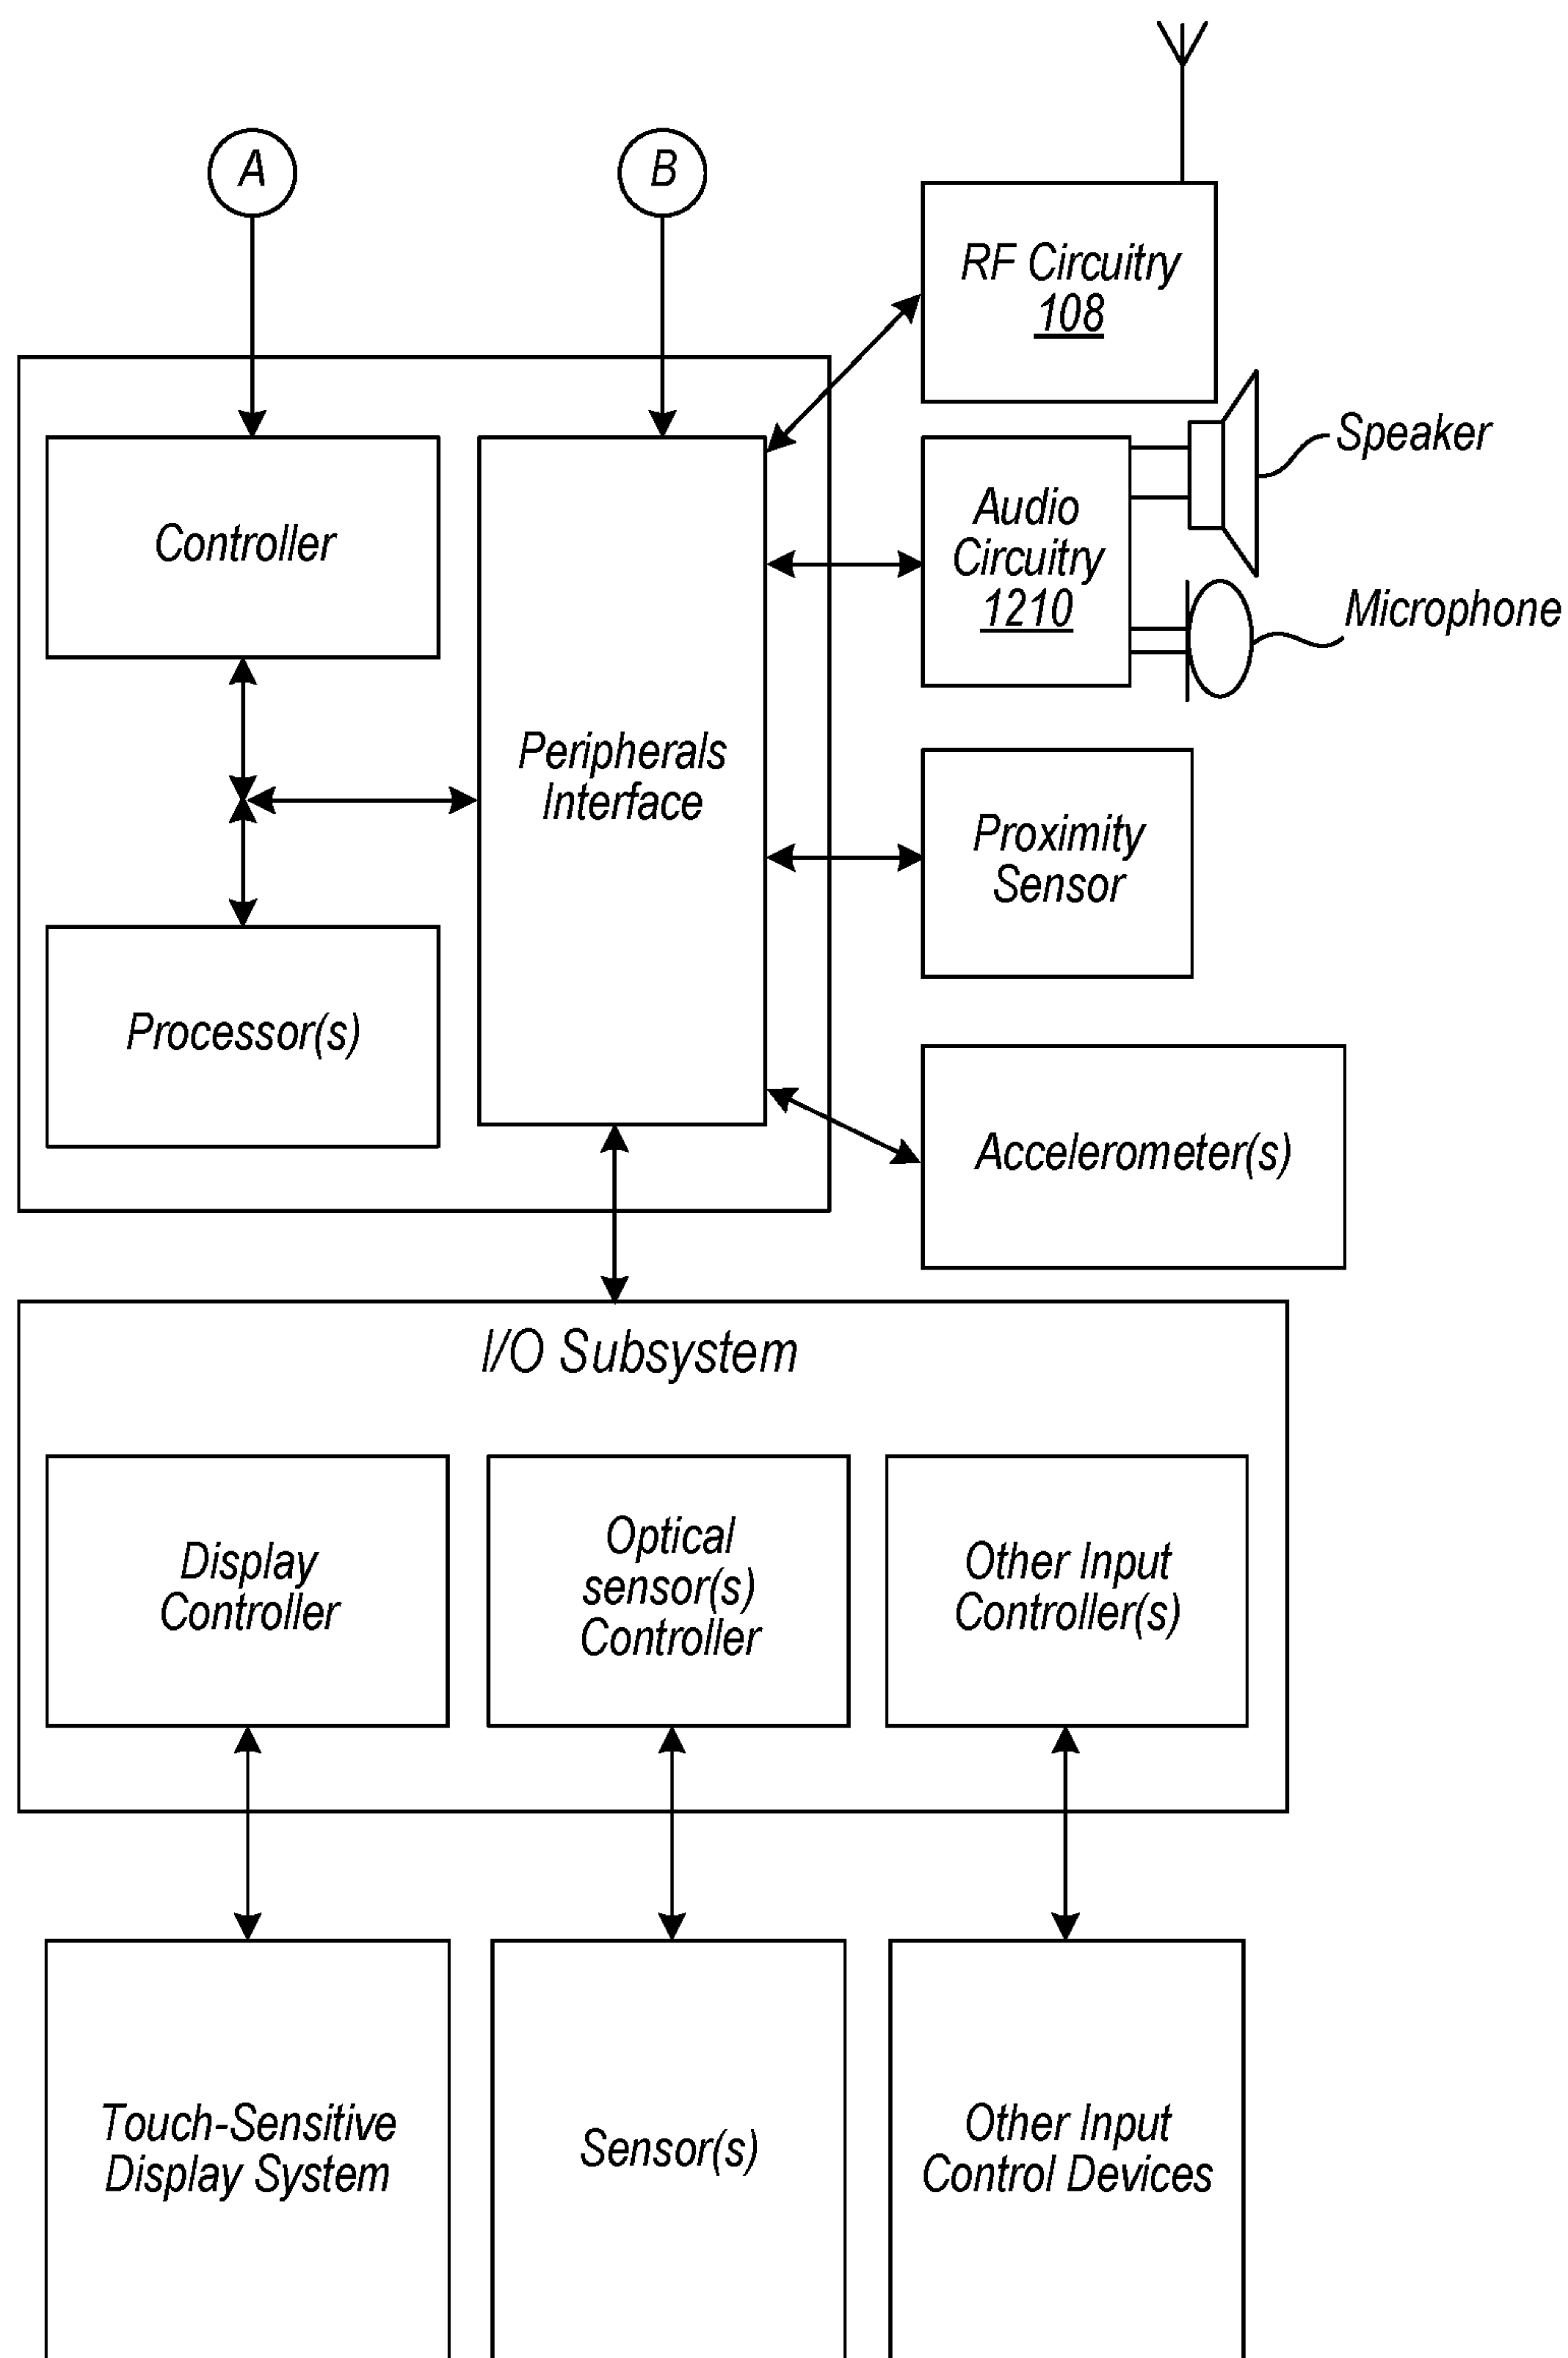 A
B
RF Circuitry
108
Speaker
Controller
Audio
Circuitry
1210
Microphone
Peripherals
Interface
Proximity
Sensor
Processor(s)
Accelerometer(s)
I/O Subsystem
Display
Controller
Optical
sensor(s)
Controller
Other Input
Controller(s)
Touch-Sensitive
Display System
Sensor(s)
Other Input
Control Devices